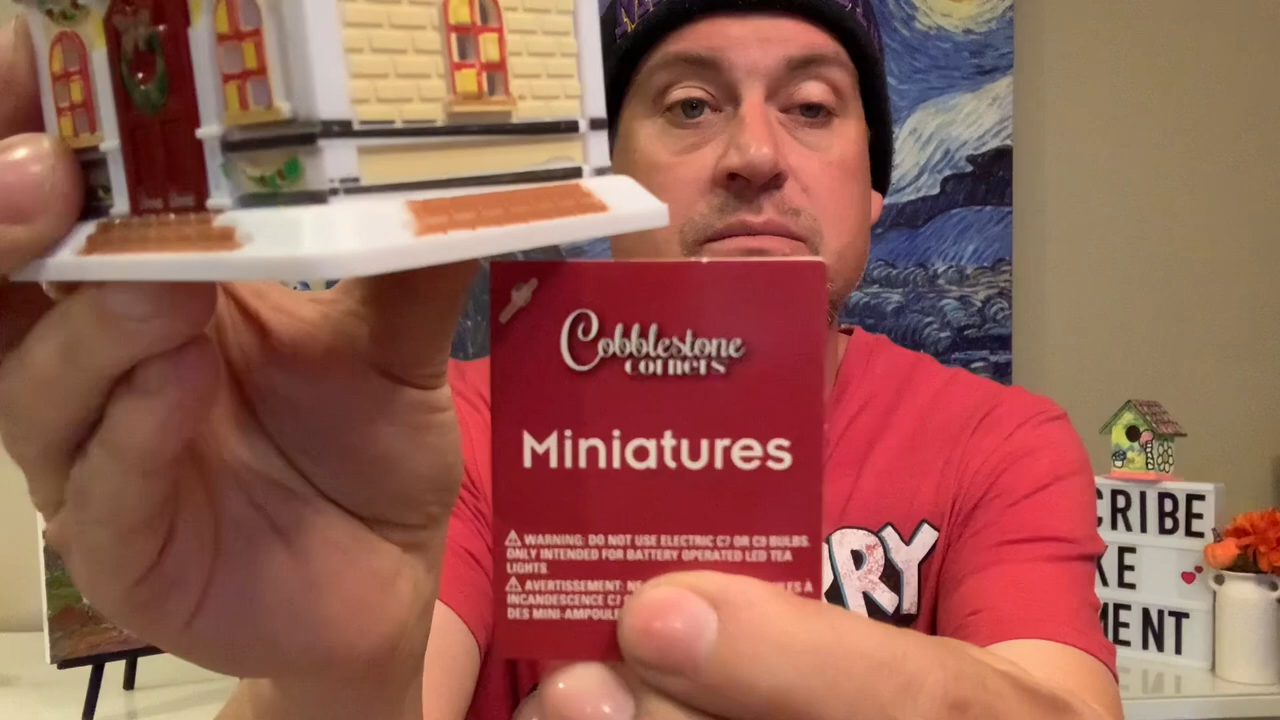 Cobblestone
corners
Miniatures
⚠ WARNING: DO NOT USE ELECTRIC C7 OR C9 BULBS.
ONLY INTENDED FOR BATTERY OPERATED LED TEA
LIGHTS.
⚠ AVERTISSEMENT:
INCANDESCENCE C7
DES MINI-AMPOULE
RY
CRIBE
KE
MENT